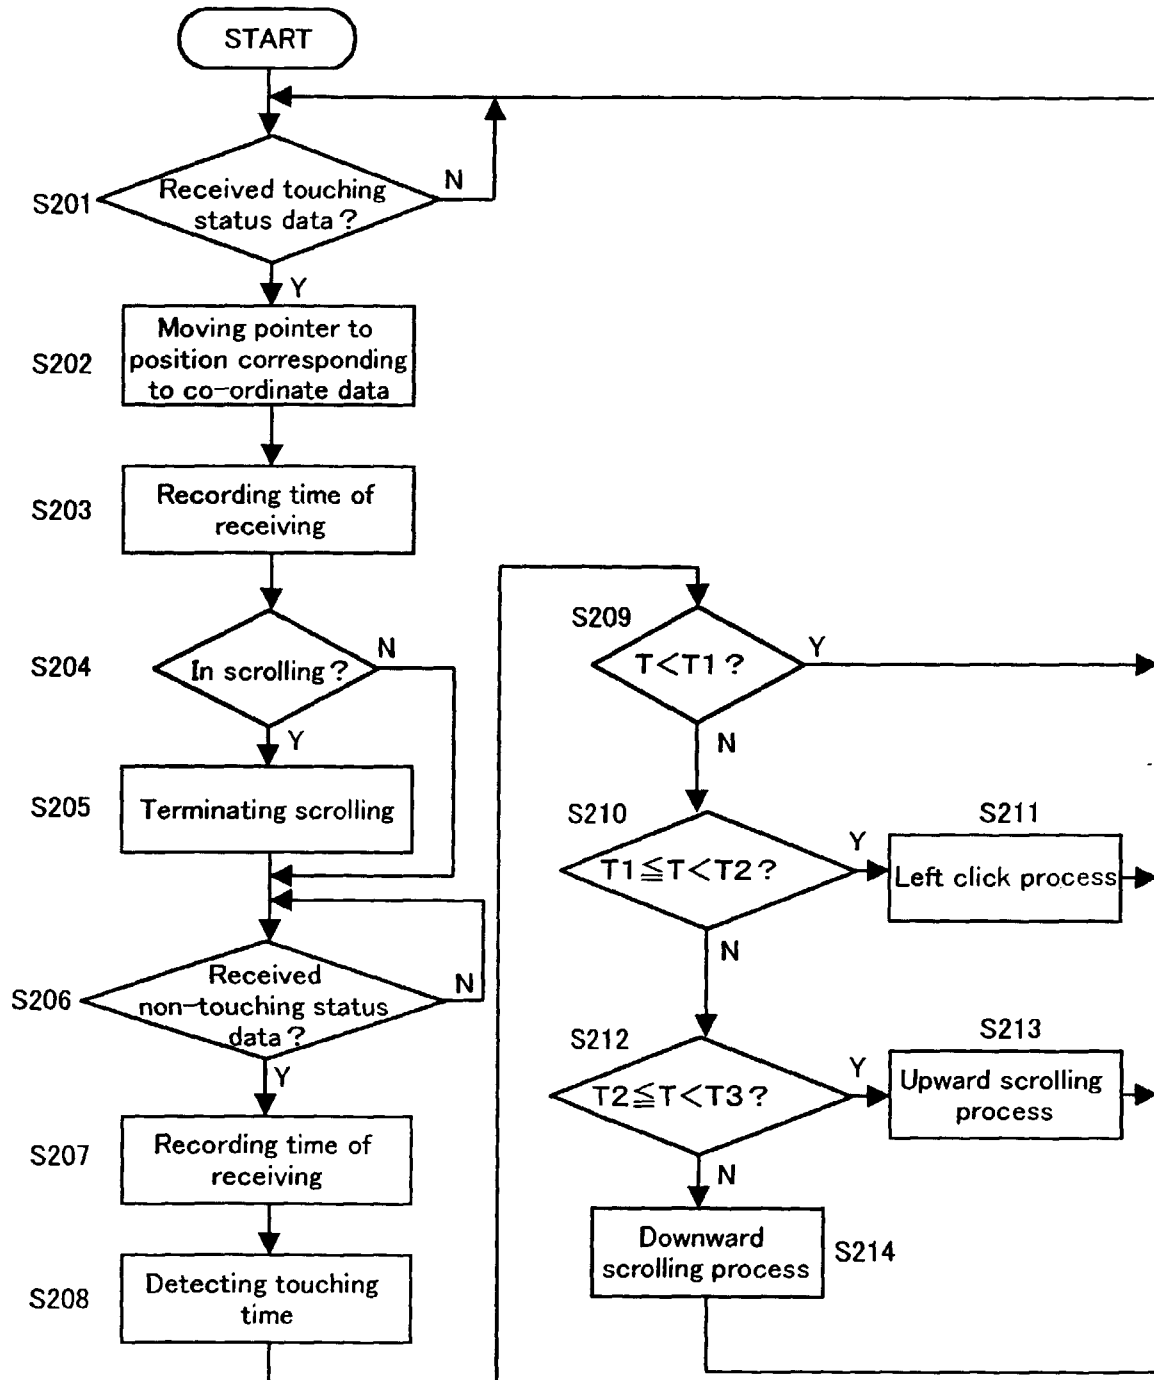 START
S201
Received touching
status data?
N
Y
S202
Moving pointer to
position corresponding
to co-ordinate data
S203
Recording time of
receiving
S204
In scrolling?
N
Y
S205
Terminating scrolling
S206
Received
non-touching status
data?
N
Y
S207
Recording time of
receiving
S208
Detecting touching
time
S209
T<T1?
Y
N
S210
T1≦T<T2?
Y
S211
Left click process
N
S212
T2≦T<T3?
Y
S213
Upward scrolling
process
N
Downward
scrolling process
S214